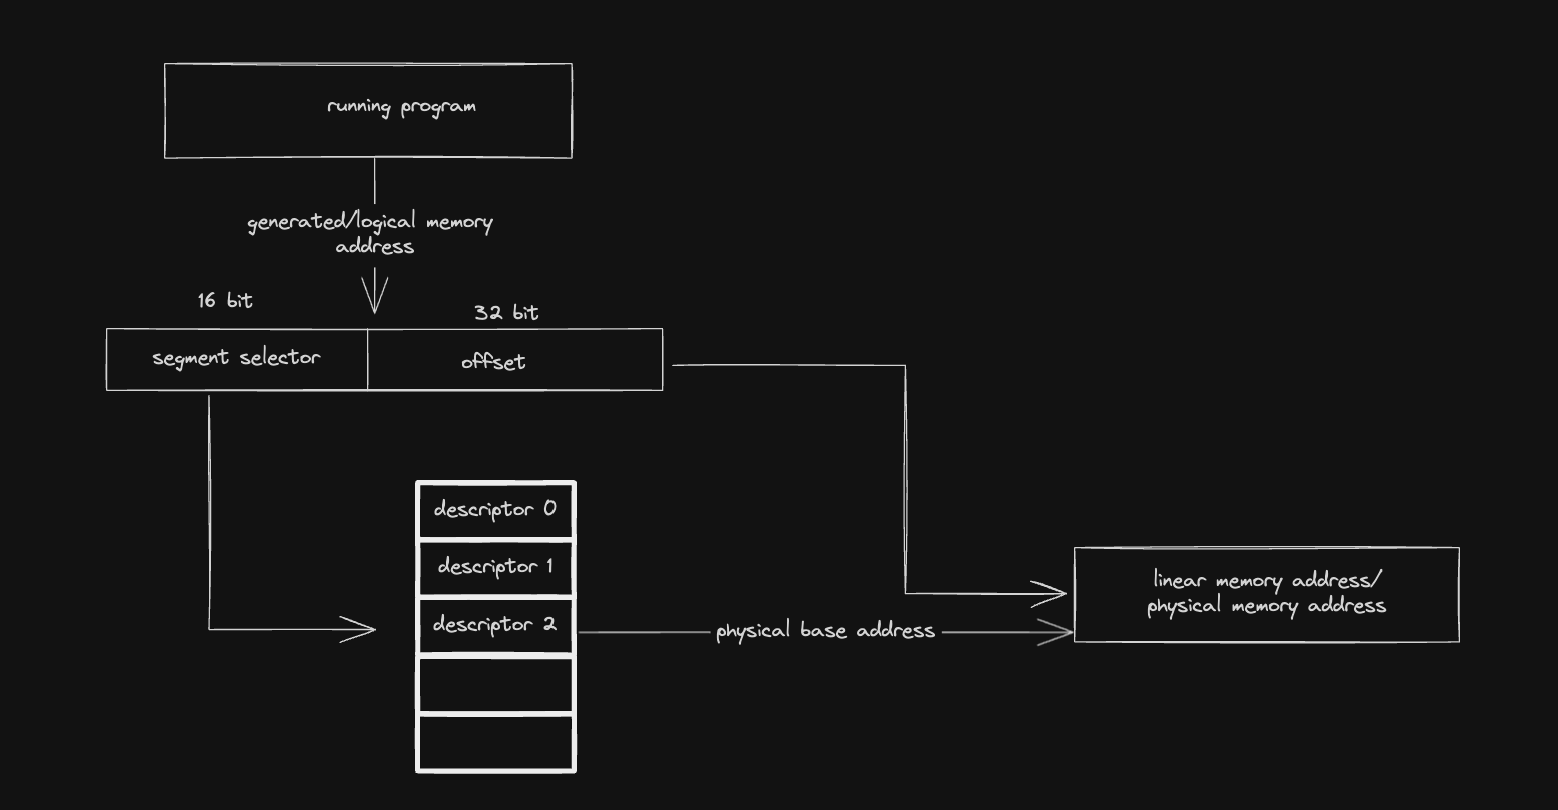 running program
generated/logical memory
address
16 bit
32 bit
segment selector
offset
descriptor 0
descriptor 1
descriptor 2
physical base address
linear memory address/
physical memory address